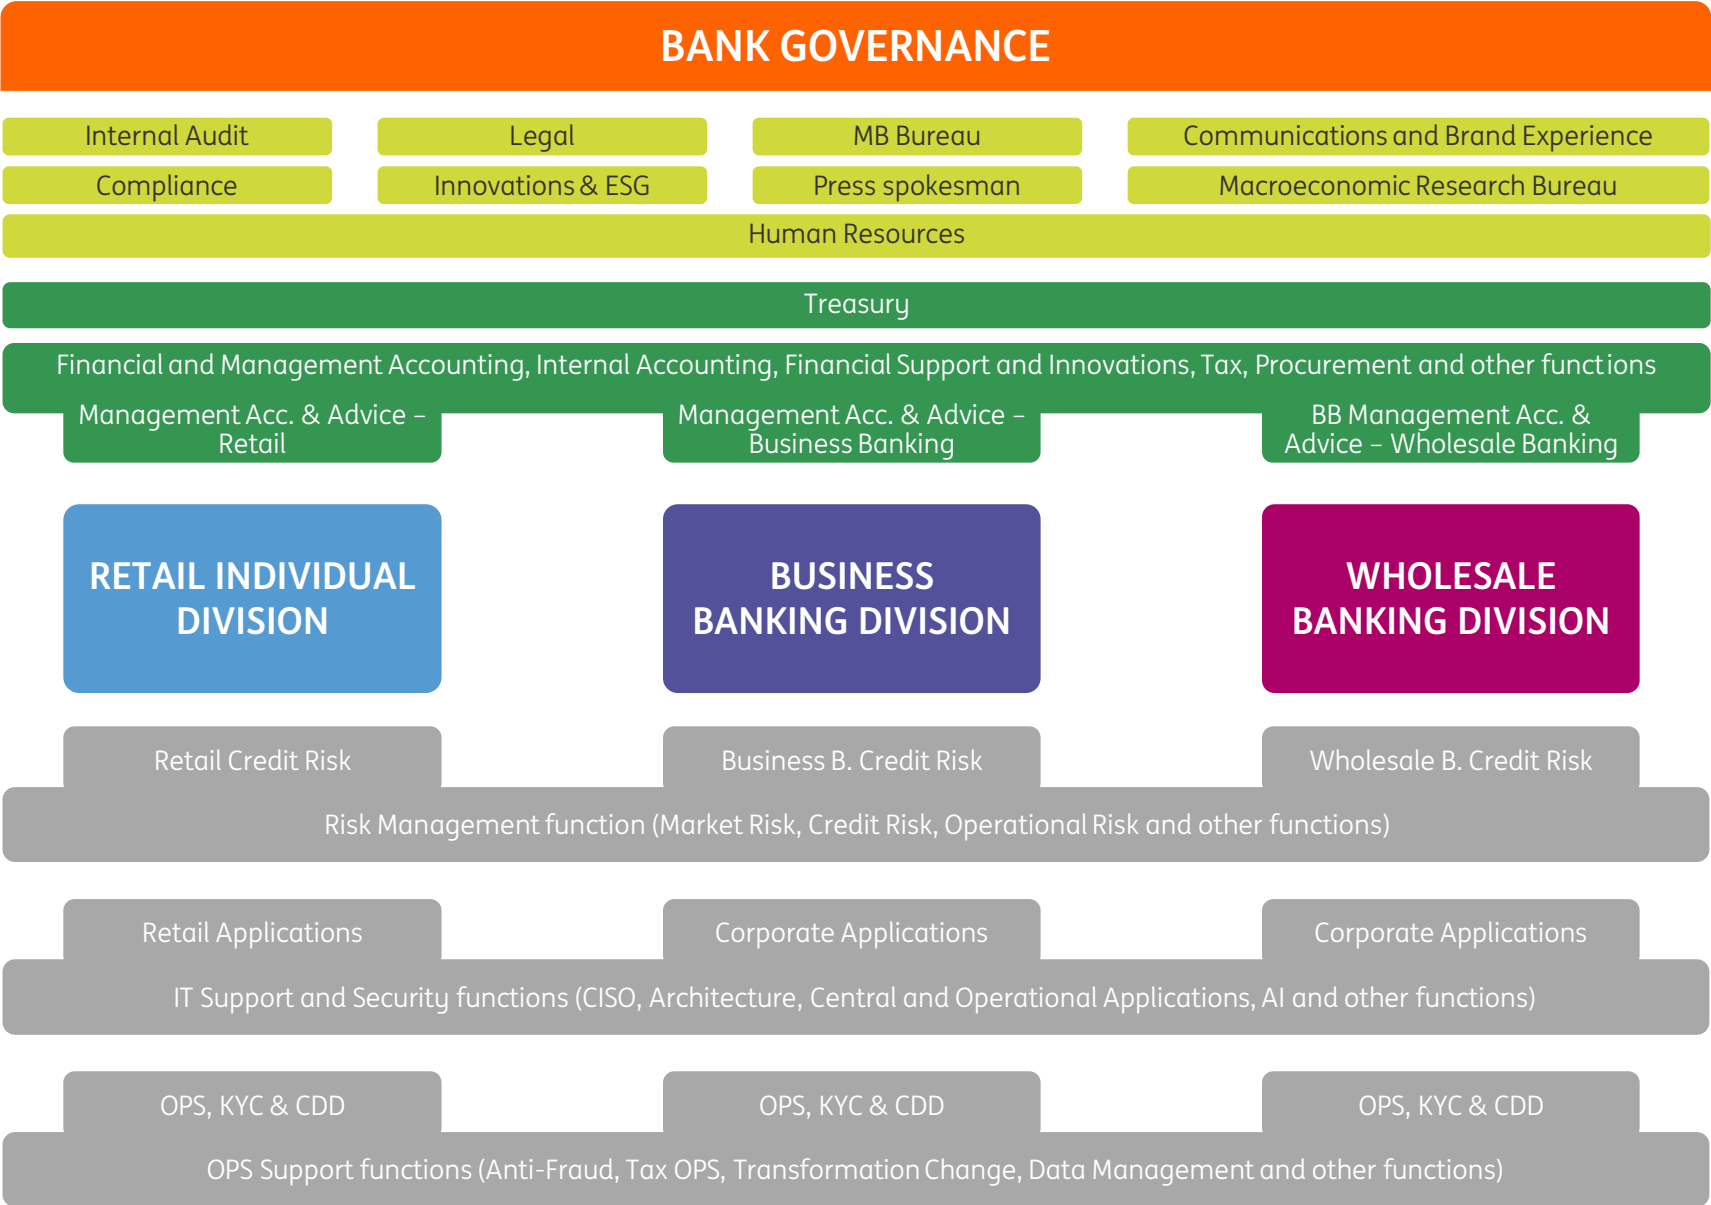 BANK GOVERNANCE
Internal Audit
Legal
MB Bureau
Communications and Brand Experience
Compliance
Innovations & ESG
Press spokesman
Macroeconomic Research Bureau
Human Resources
Treasury
Financial and Management Accounting, Internal Accounting, Financial Support and Innovations, Tax, Procurement and other functions
Management Acc. & Advice –
Retail
Management Acc. & Advice –
Business Banking
BB Management Acc. &
Advice – Wholesale Banking
RETAIL INDIVIDUAL
DIVISION
BUSINESS
BANKING DIVISION
WHOLESALE
BANKING DIVISION
Retail Credit Risk
Business B. Credit Risk
Wholesale B. Credit Risk
Risk Management function (Market Risk, Credit Risk, Operational Risk and other functions)
Retail Applications
Corporate Applications
Corporate Applications
IT Support and Security functions (CISO, Architecture, Central and Operational Applications, AI and other functions)
OPS, KYC & CDD
OPS, KYC & CDD
OPS, KYC & CDD
OPS Support functions (Anti-Fraud, Tax OPS, Transformation Change, Data Management and other functions)